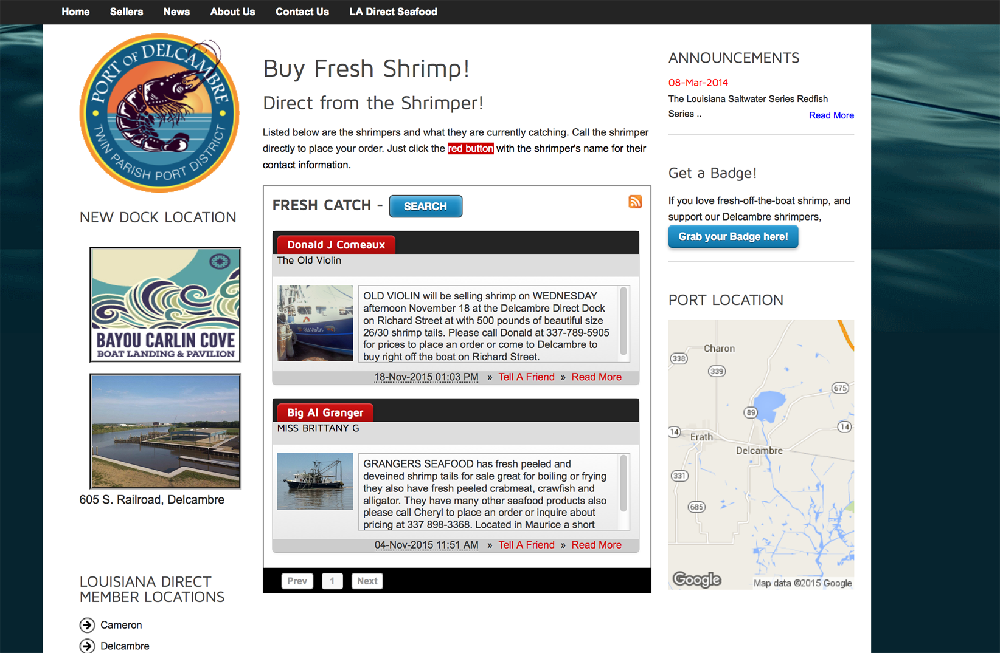 Home Sellers News About Us Contact Us LA Direct Seafood
PORT OF DELCAMBRE
TWIN PARISH PORT DISTRICT
NEW DOCK LOCATION
BAYOU CARLIN COVE
BOAT LANDING & PAVILION
605 S. Railroad, Delcambre
LOUISIANA DIRECT
MEMBER LOCATIONS
Cameron
Delcambre
Buy Fresh Shrimp!
Direct from the Shrimper!
Listed below are the shrimpers and what they are currently catching. Call the shrimper
directly to place your order. Just click the red button with the shrimper's name for their
contact information.
FRESH CATCH - SEARCH
Donald J Comeaux
The Old Violin
Old Violin
OLD VIOLIN will be selling shrimp on WEDNESDAY
afternoon November 18 at the Delcambre Direct Dock
on Richard Street at with 500 pounds of beautiful size
26/30 shrimp tails. Please call Donald at 337-789-5905
for prices to place an order or come to Delcambre to
buy right off the boat on Richard Street.
18-Nov-2015 01:03 PM » Tell A Friend » Read More
Big Al Granger
MISS BRITTANY G
GRANGERS SEAFOOD has fresh peeled and
deveined shrimp tails for sale great for boiling or frying
they also have fresh peeled crabmeat, crawfish and
alligator. They have many other seafood products also
please call Cheryl to place an order or inquire about
pricing at 337 898-3368. Located in Maurice a short
04-Nov-2015 11:51 AM » Tell A Friend » Read More
Prev 1 Next
ANNOUNCEMENTS
08-Mar-2014
The Louisiana Saltwater Series Redfish
Series .. Read More
Get a Badge!
If you love fresh-off-the-boat shrimp, and
support our Delcambre shrimpers,
Grab your Badge here!
PORT LOCATION
Charon
338
339
675
89
14
14
Erath
Delcambre
331
685
Google
Map data ©2015 Google